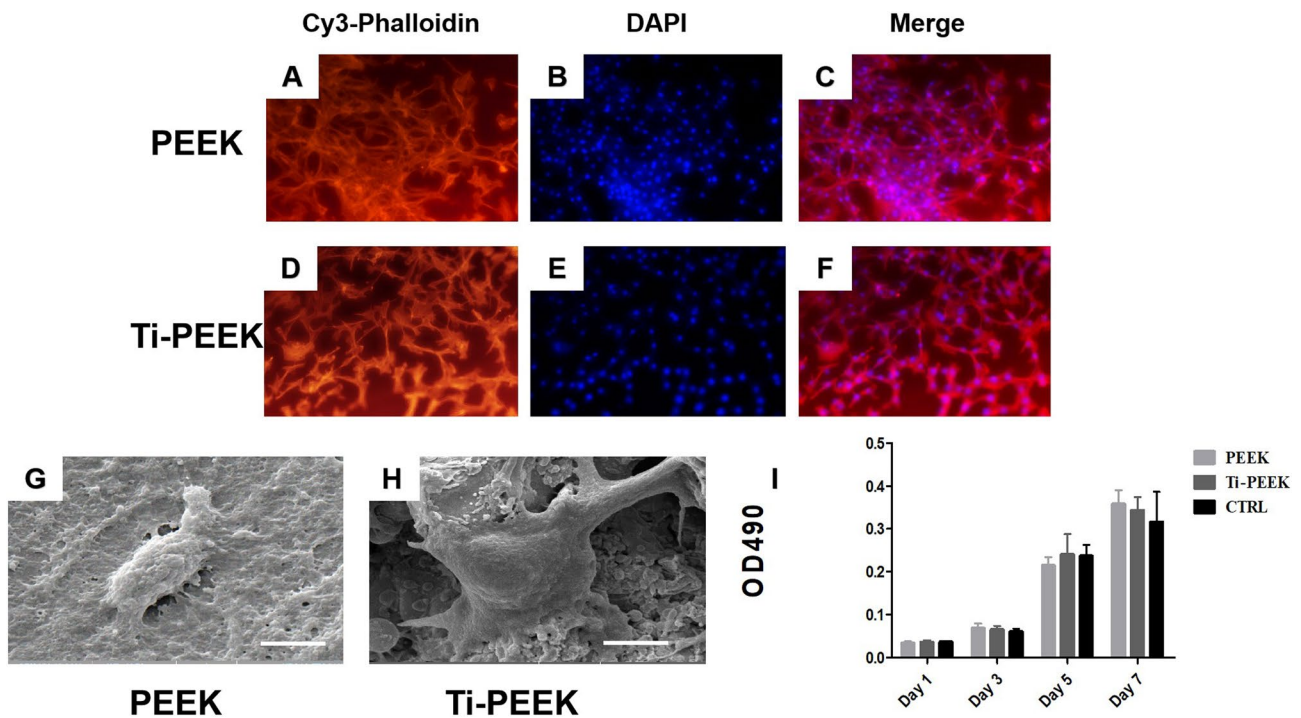 Cy3-Phalloidin DAPI Merge
A B C
PEEK
D E F
Ti-PEEK
G H I
PEEK Ti-PEEK
OD490
0.5
0.4
0.3
0.2
0.1
0.0
Day 1 Day 3 Day 5 Day 7
PEEK
Ti-PEEK
CTRL